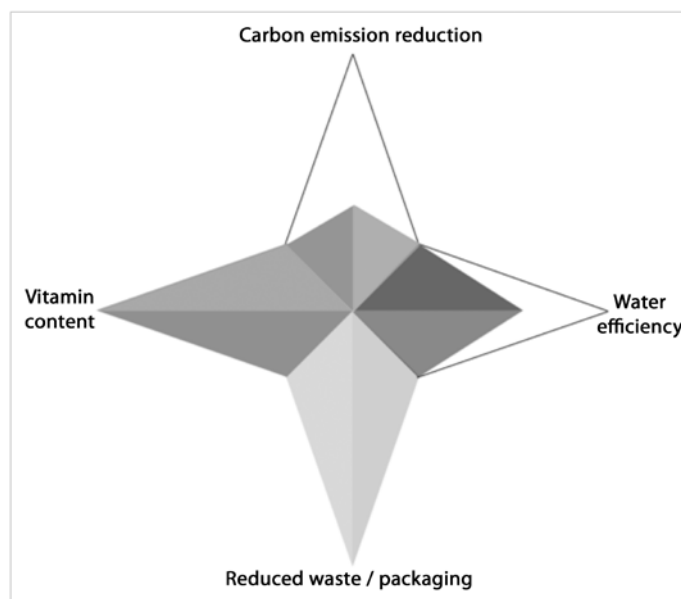 Carbon emission reduction
Vitamin
content
Water
efficiency
Reduced waste / packaging